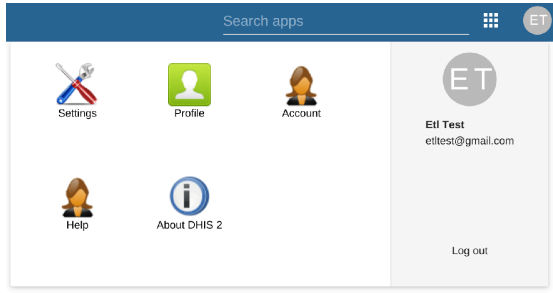 Search apps
ET
Settings
Profile
Account
ET
Etl Test
etltest@gmail.com
Help
About DHIS 2
Log out